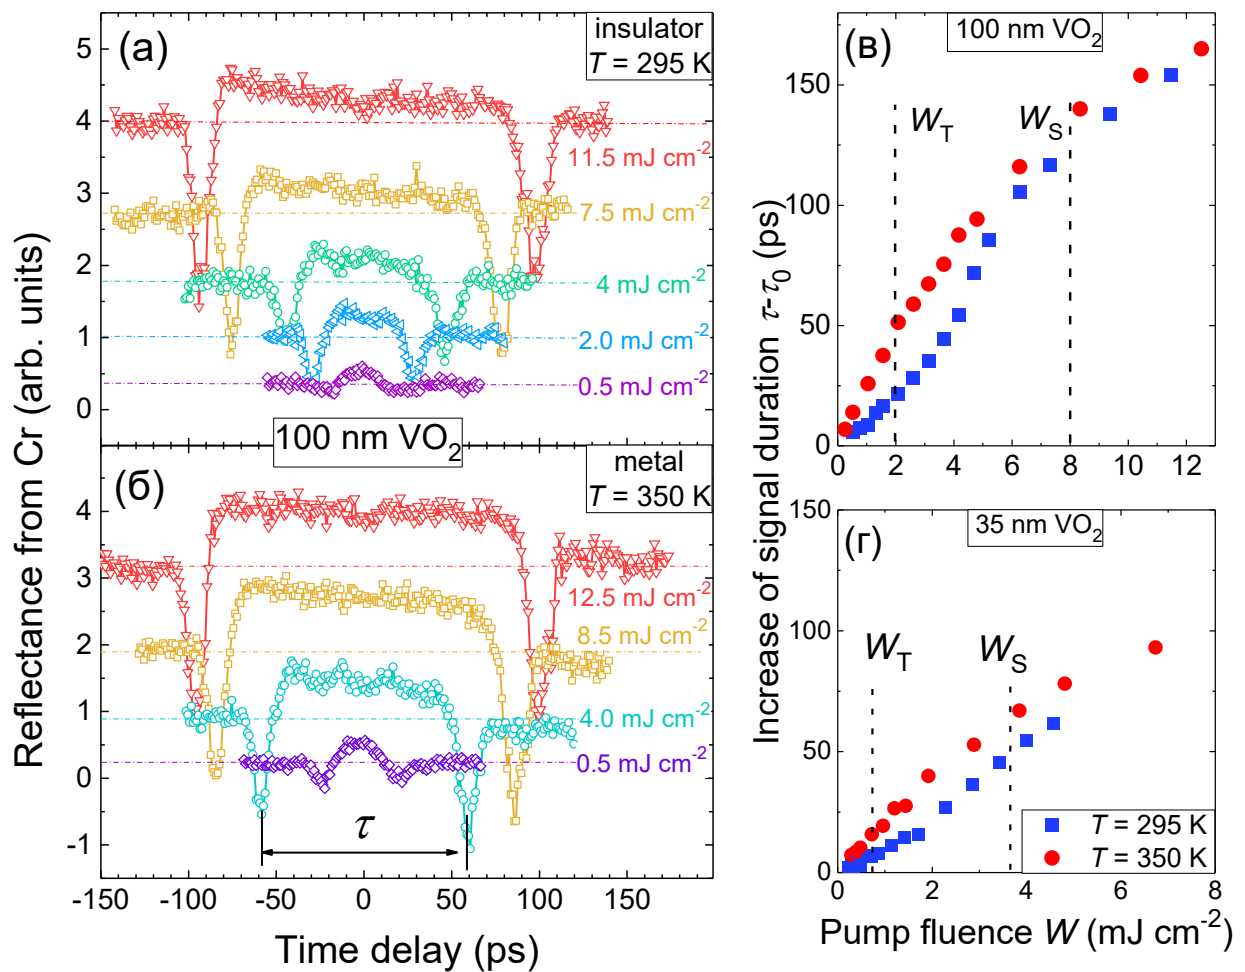 (а)
insulator
T = 295 K
5
4
3
2
1
0
11.5 mJ cm⁻²
7.5 mJ cm⁻²
4 mJ cm⁻²
2.0 mJ cm⁻²
0.5 mJ cm⁻²
100 nm VO₂
(б)
metal
T = 350 K
4
3
2
1
0
-1
12.5 mJ cm⁻²
8.5 mJ cm⁻²
4.0 mJ cm⁻²
0.5 mJ cm⁻²
τ
-150 -100 -50 0 50 100 150
Time delay (ps)
Reflectance from Cr (arb. units)
(в)
100 nm VO₂
W_T
W_S
150
100
50
0
0 2 4 6 8 10 12
(г)
35 nm VO₂
W_T
W_S
150
100
50
0
T = 295 K
T = 350 K
0 2 4 6 8
Pump fluence W (mJ cm⁻²)
Increase of signal duration τ-τ₀ (ps)